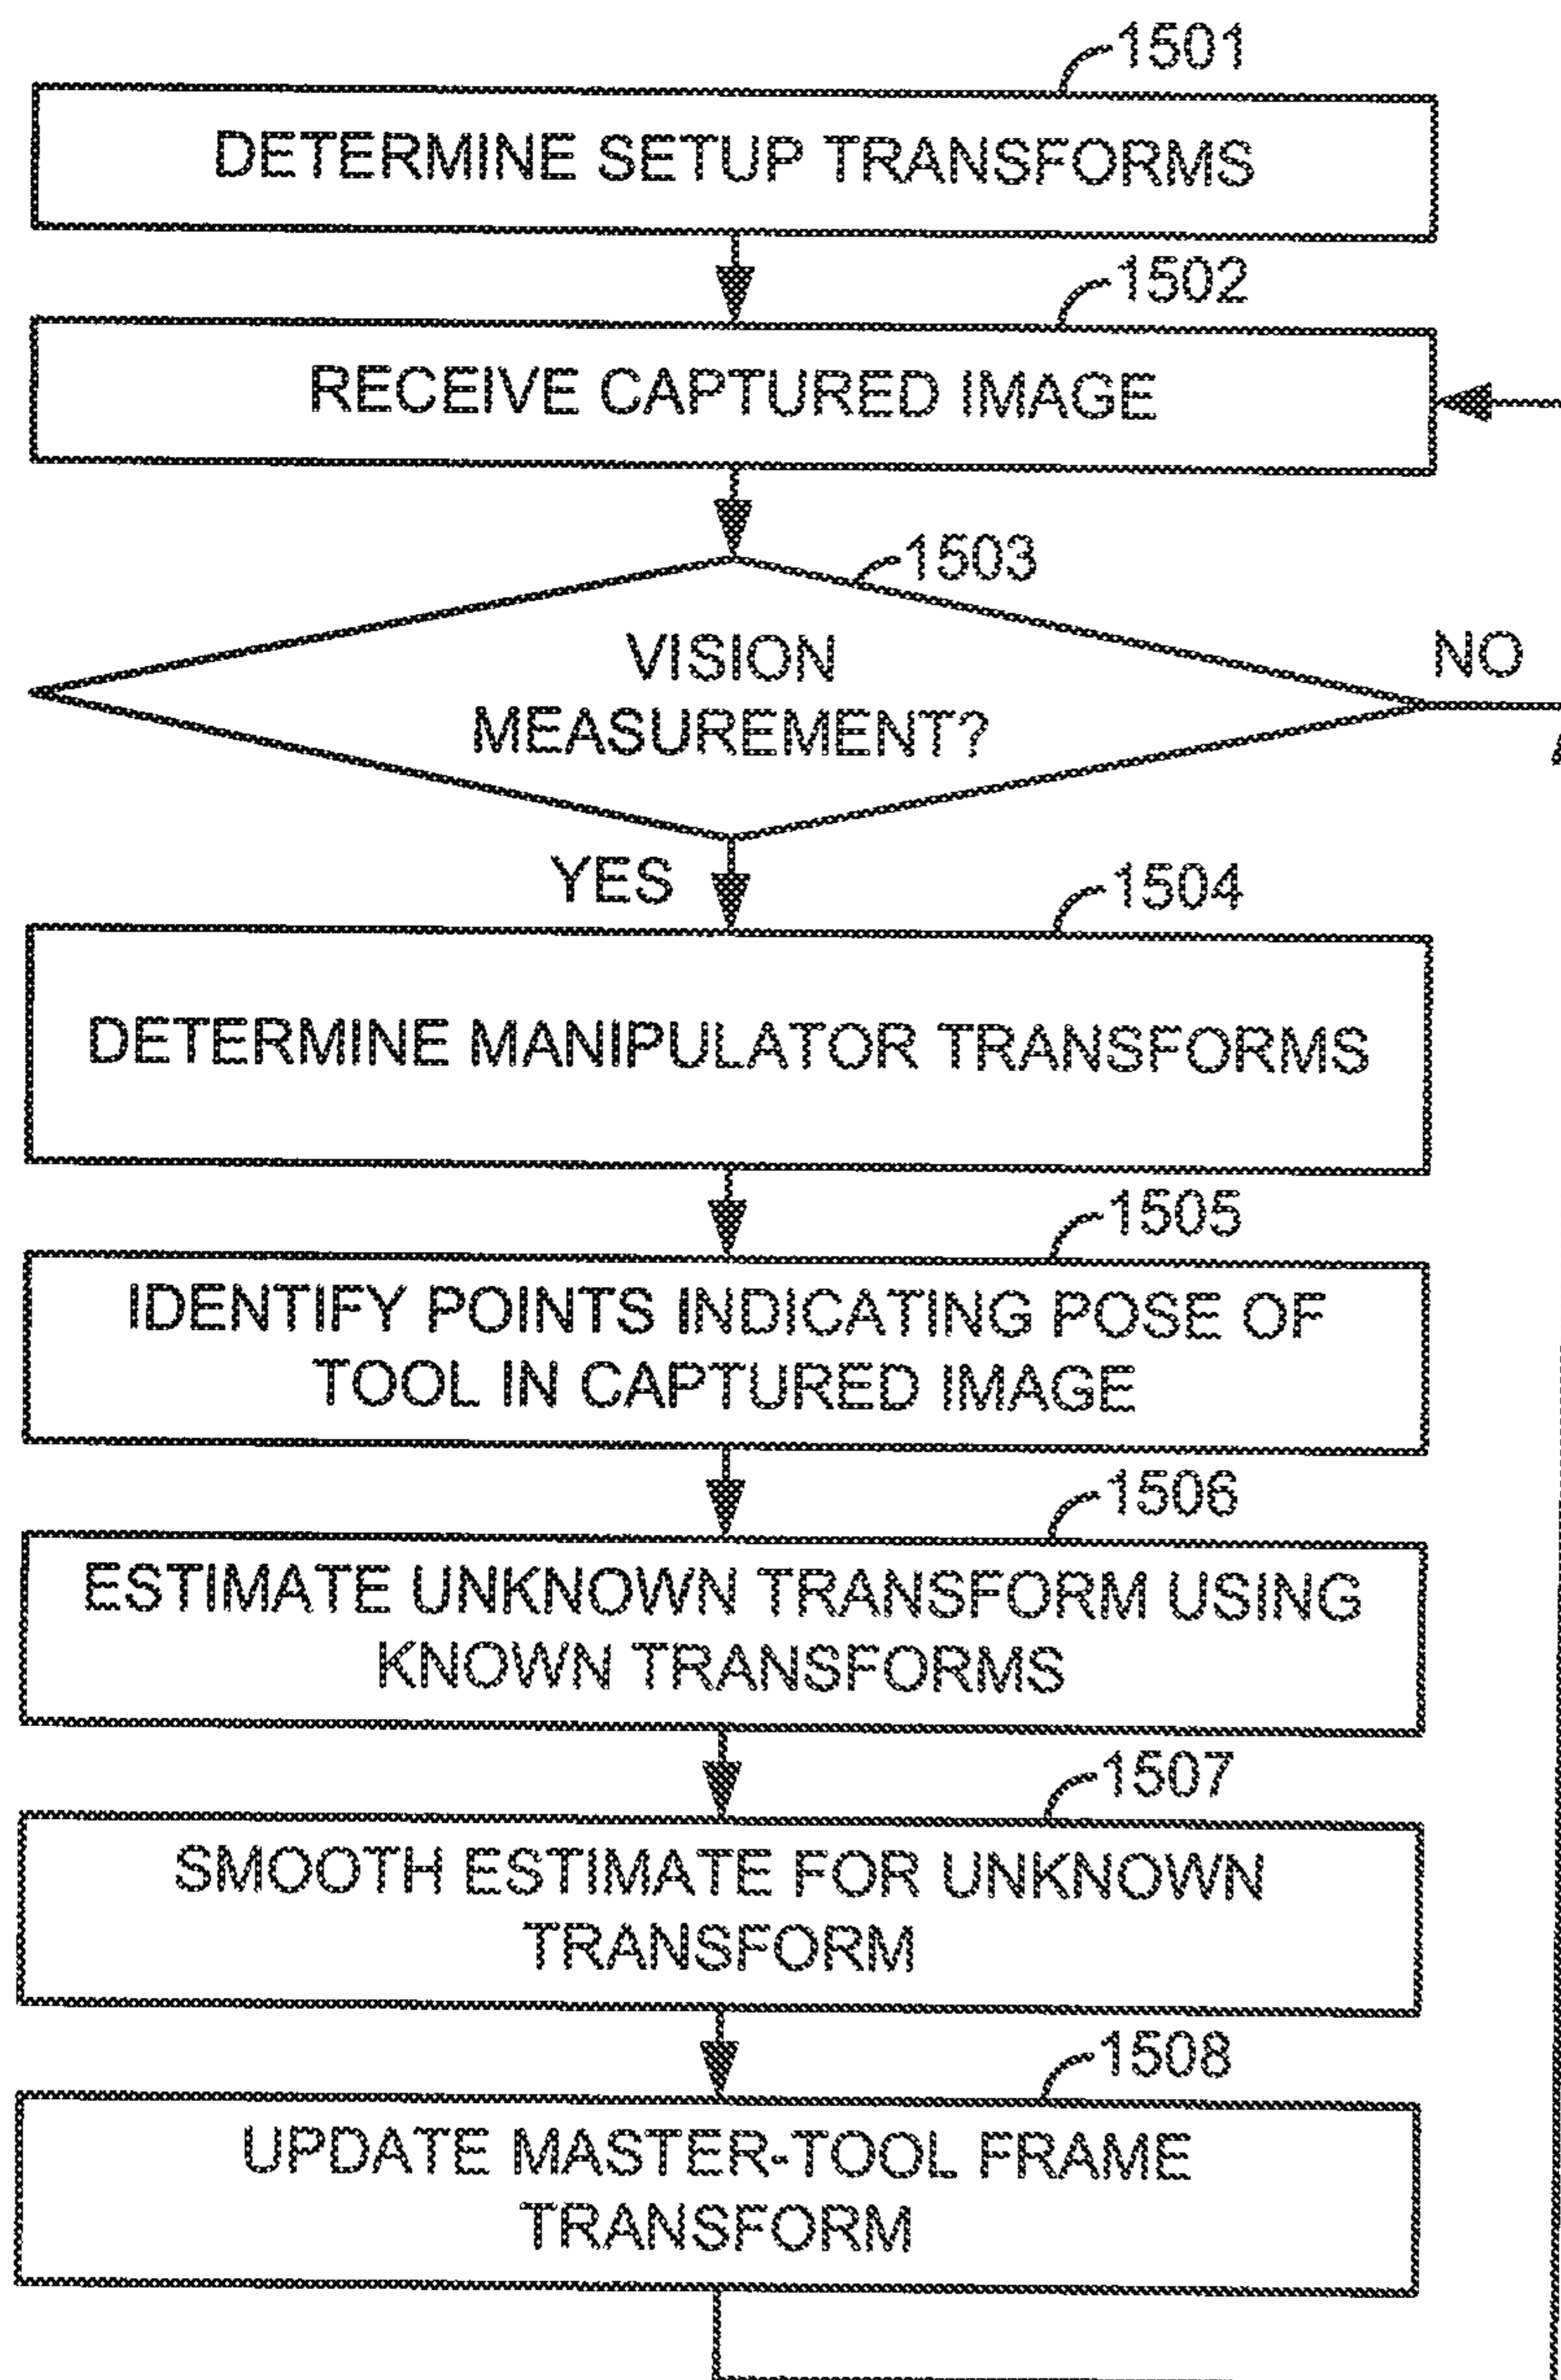 1501
DETERMINE SETUP TRANSFORMS
1502
RECEIVE CAPTURED IMAGE
1503
VISION
MEASUREMENT?
NO
YES
1504
DETERMINE MANIPULATOR TRANSFORMS
1505
IDENTIFY POINTS INDICATING POSE OF
TOOL IN CAPTURED IMAGE
1506
ESTIMATE UNKNOWN TRANSFORM USING
KNOWN TRANSFORMS
1507
SMOOTH ESTIMATE FOR UNKNOWN
TRANSFORM
1508
UPDATE MASTER-TOOL FRAME
TRANSFORM